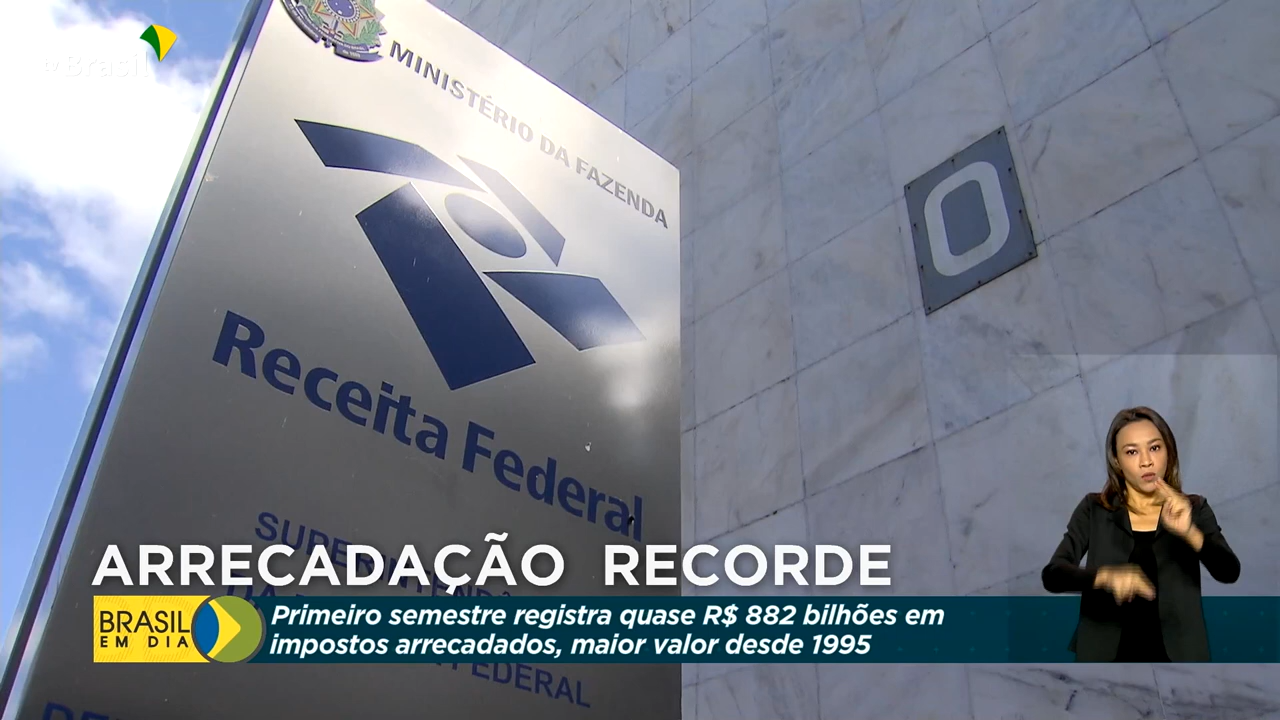 tvBrasil
MINISTÉRIO DA FAZENDA
O
Receita Federal
ARRECADAÇÃO RECORDE
BRASIL
EM DIA
Primeiro semestre registra quase R$ 882 bilhões em
impostos arrecadados, maior valor desde 1995